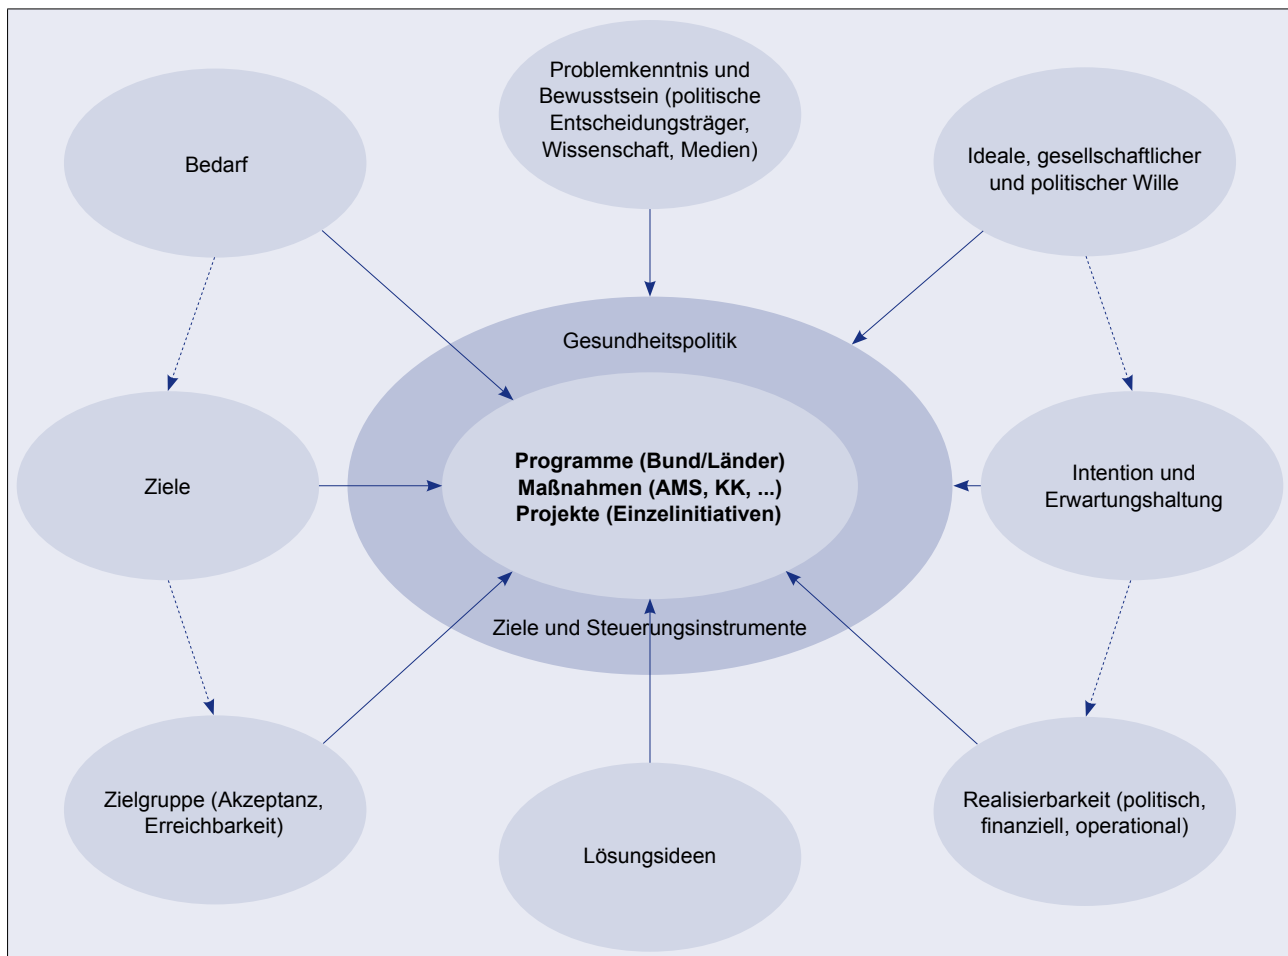 Problemkenntnis und
Bewusstsein (politische
Entscheidungsträger,
Wissenschaft, Medien)
Bedarf
Ideale, gesellschaftlicher
und politischer Wille
Gesundheitspolitik
Programme (Bund/Länder)
Maßnahmen (AMS, KK, ...)
Projekte (Einzelinitiativen)
Ziele
Intention und
Erwartungshaltung
Ziele und Steuerungsinstrumente
Zielgruppe (Akzeptanz,
Erreichbarkeit)
Lösungsideen
Realisierbarkeit (politisch,
finanziell, operational)